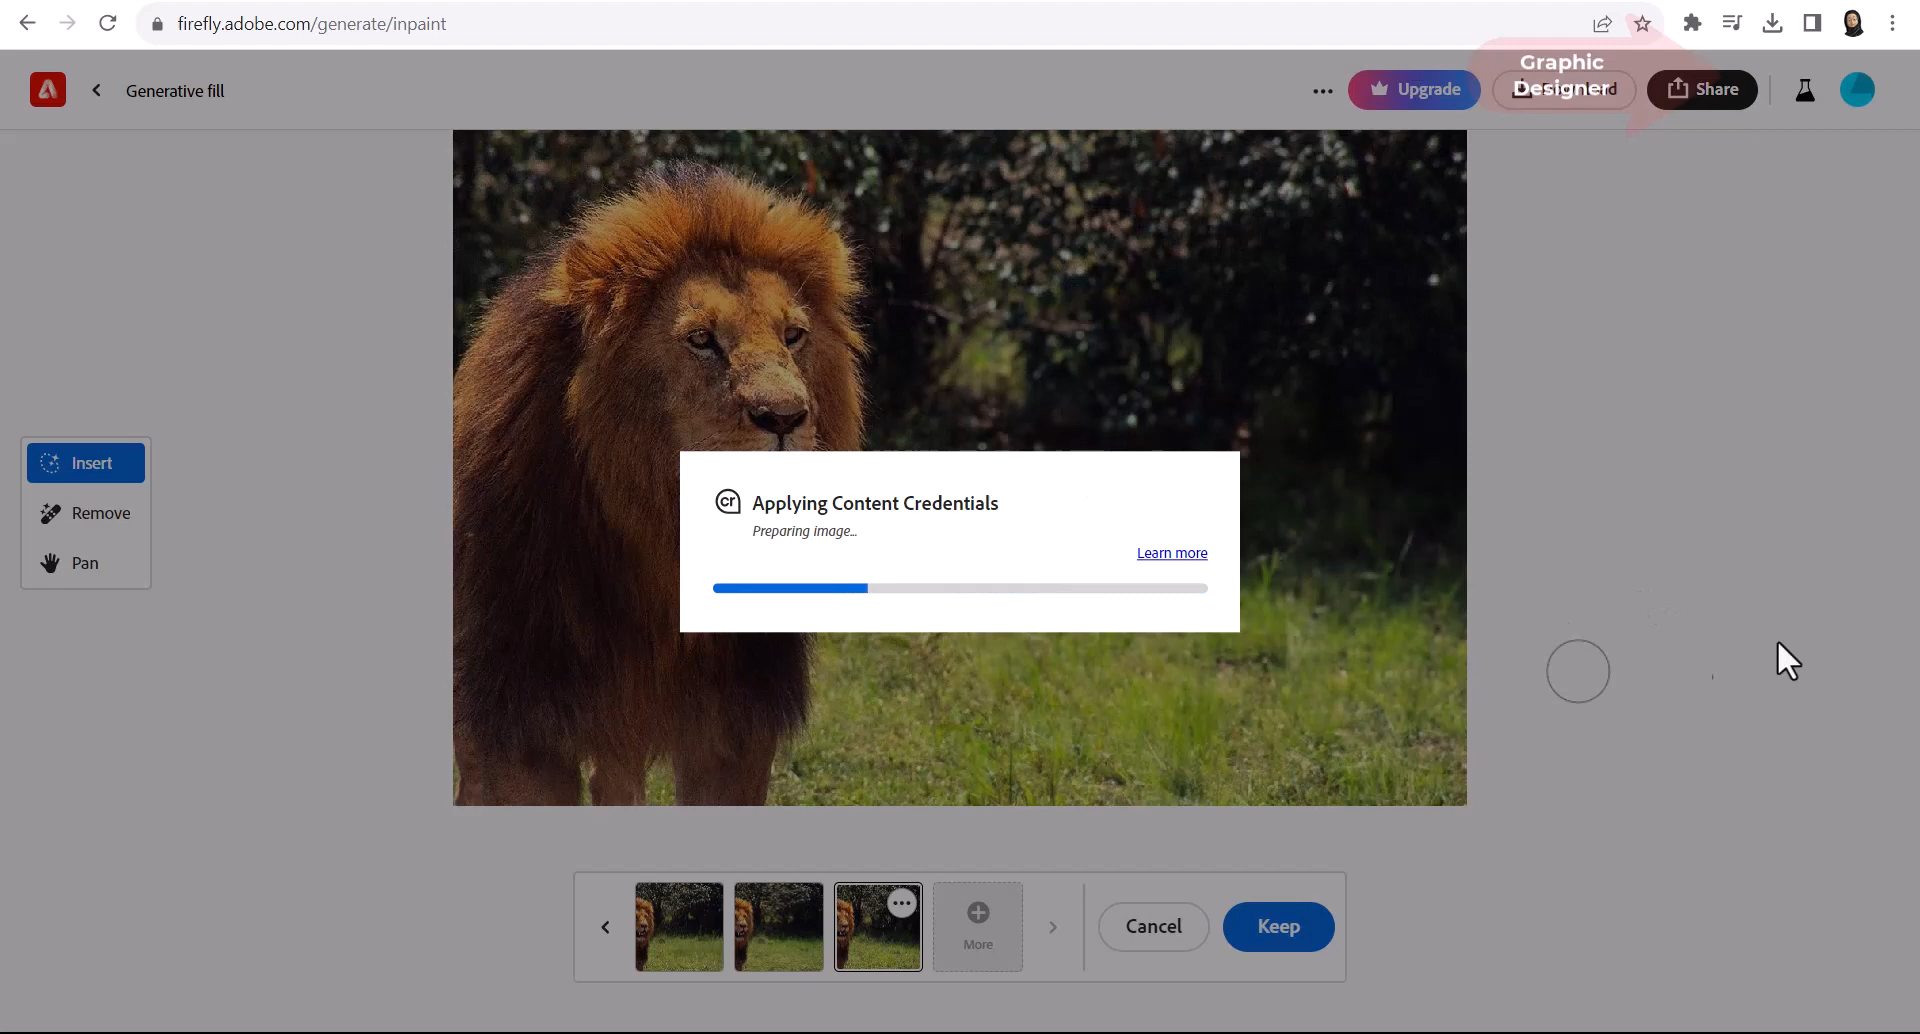 firefly.adobe.com/generate/inpaint
Generative fill
Upgrade
Graphic
Designer
Share
Insert
Remove
Pan
cr
Applying Content Credentials
Preparing image...
Learn more
More
Cancel
Keep